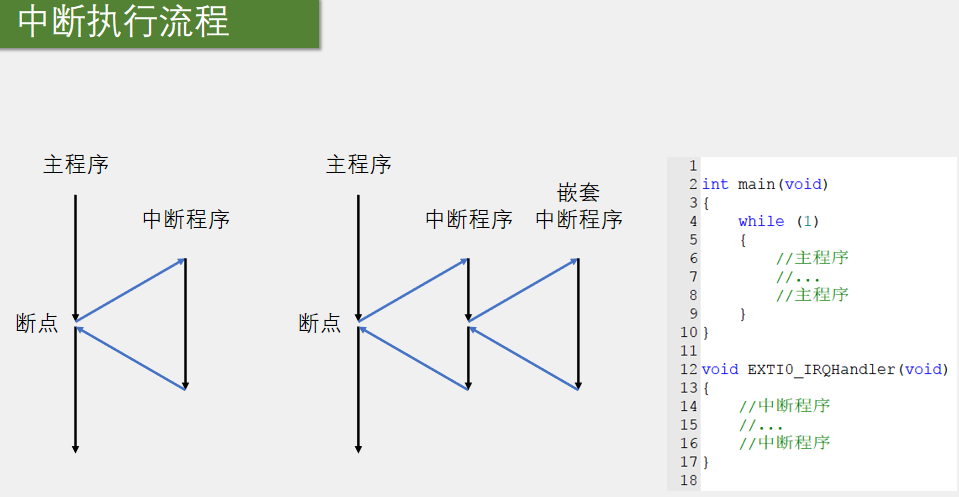 中断执行流程
主程序
中断程序
断点
主程序
中断程序
嵌套
中断程序
断点
1
2 int main(void)
3 {
4 while (1)
5 {
6 //主程序
7 //...
8 //主程序
9 }
10 }
11
12 void EXTI0_IRQHandler(void)
13 {
14 //中断程序
15 //...
16 //中断程序
17 }
18